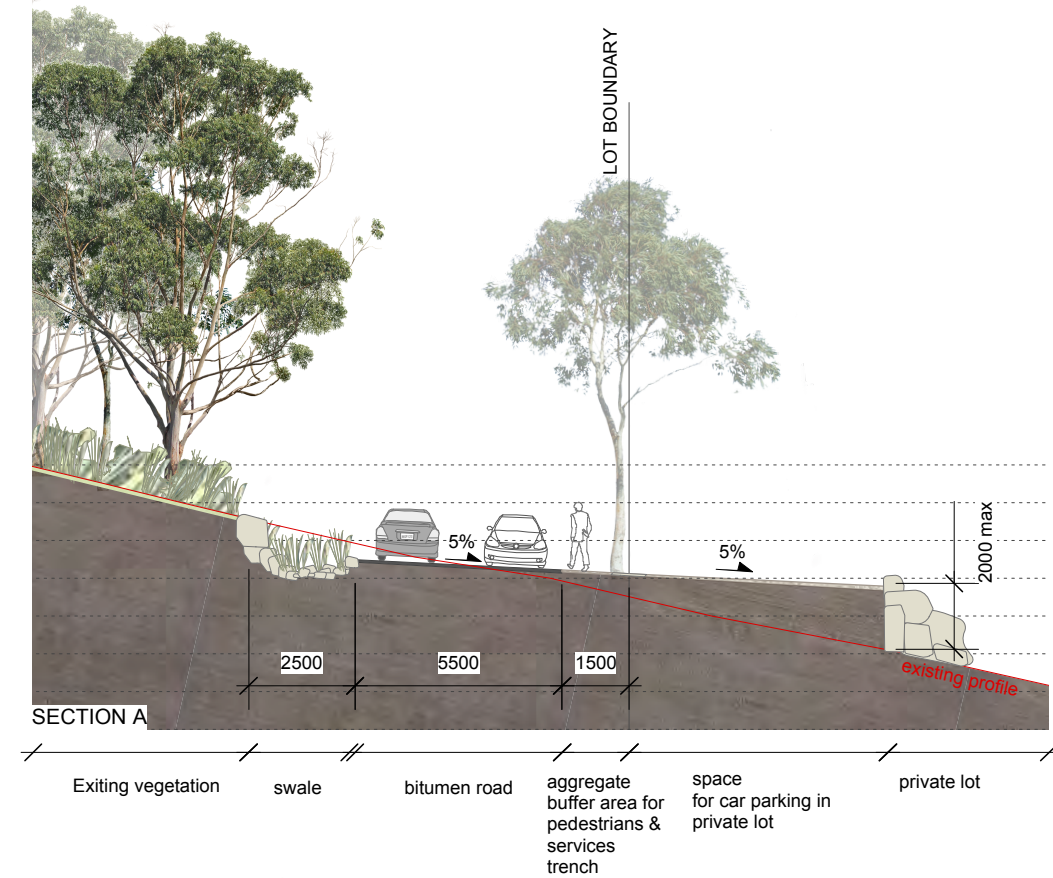 LOT BOUNDARY
5%
5%
2000 max
2500
5500
1500
existing profile
SECTION A
Exiting vegetation
swale
bitumen road
aggregate
buffer area for
pedestrians &
services
trench
space
for car parking in
private lot
private lot